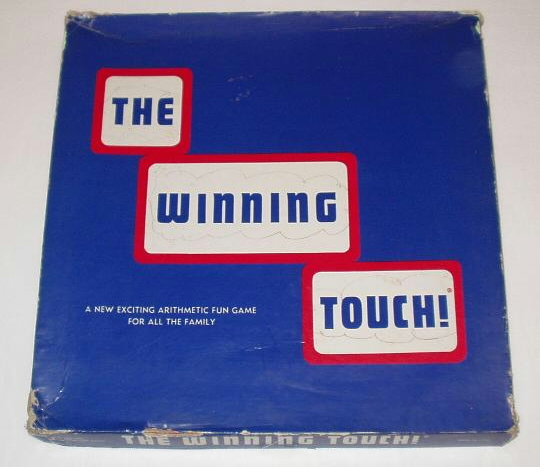 THE
WINNING
TOUCH!®
A NEW EXCITING ARITHMETIC FUN GAME
FOR ALL THE FAMILY
THE WINNING TOUCH!